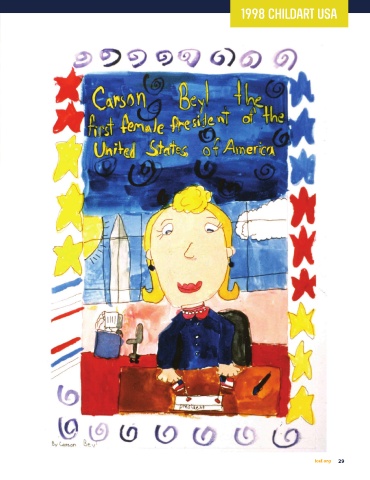 1998 CHILDART USA
Carson Beyl the
first female President of the
United States of America
president
By Carson Beyl
29